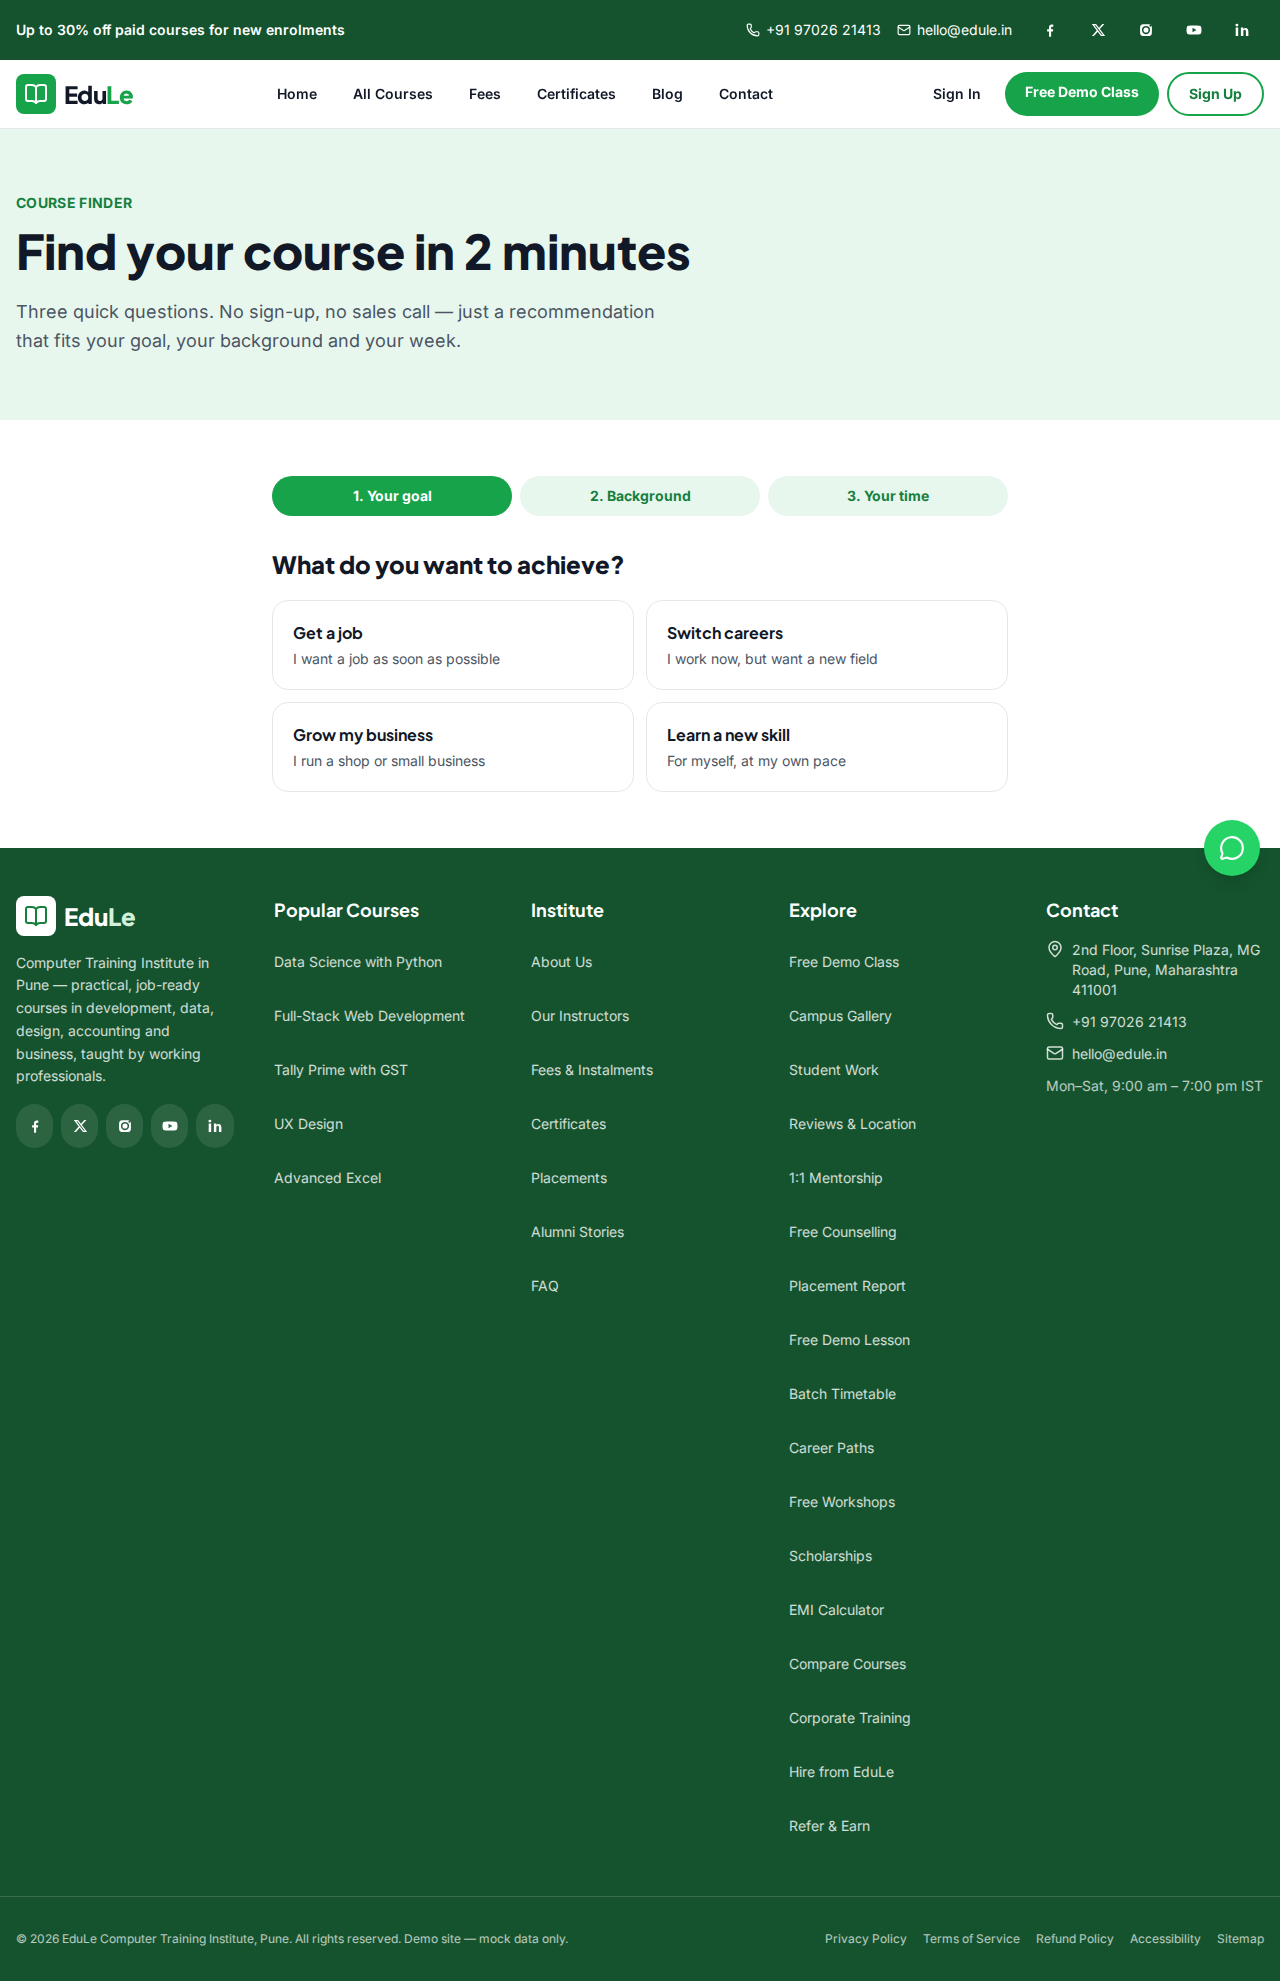 Up to 30% off paid courses for new enrolments
+91 97026 21413
hello@edule.in
EduLe
Home
All Courses
Fees
Certificates
Blog
Contact
Sign In
Free Demo Class
Sign Up
COURSE FINDER
Find your course in 2 minutes
Three quick questions. No sign-up, no sales call — just a recommendation
that fits your goal, your background and your week.
1. Your goal
2. Background
3. Your time
What do you want to achieve?
Get a job
I want a job as soon as possible
Switch careers
I work now, but want a new field
Grow my business
I run a shop or small business
Learn a new skill
For myself, at my own pace
EduLe
Computer Training Institute in
Pune — practical, job-ready
courses in development, data,
design, accounting and
business, taught by working
professionals.
Popular Courses
Data Science with Python
Full-Stack Web Development
Tally Prime with GST
UX Design
Advanced Excel
Institute
About Us
Our Instructors
Fees & Instalments
Certificates
Placements
Alumni Stories
FAQ
Explore
Free Demo Class
Campus Gallery
Student Work
Reviews & Location
1:1 Mentorship
Free Counselling
Placement Report
Free Demo Lesson
Batch Timetable
Career Paths
Free Workshops
Scholarships
EMI Calculator
Compare Courses
Corporate Training
Hire from EduLe
Refer & Earn
Contact
2nd Floor, Sunrise Plaza, MG
Road, Pune, Maharashtra
411001
+91 97026 21413
hello@edule.in
Mon–Sat, 9:00 am – 7:00 pm IST
© 2026 EduLe Computer Training Institute, Pune. All rights reserved. Demo site — mock data only.
Privacy Policy
Terms of Service
Refund Policy
Accessibility
Sitemap